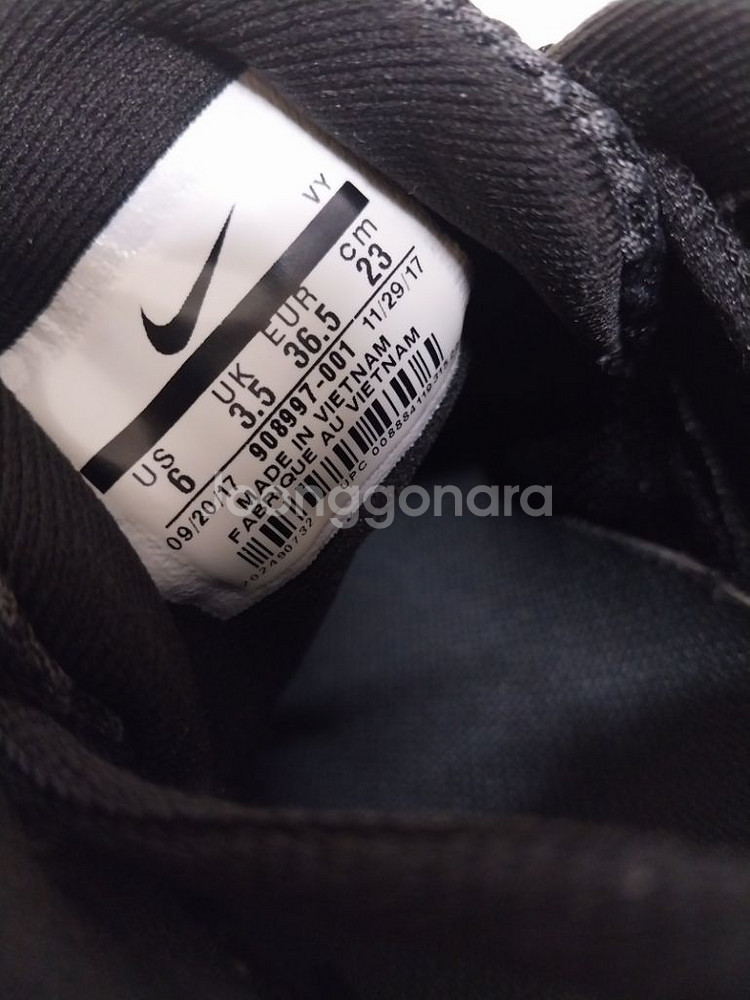 VY
US UK EUR cm
6 3.5 36.5 23
09/20/17 908997-001 11/29/17
MADE IN VIETNAM
FABRIQUE AU VIETNAM
UPC
joonggonara